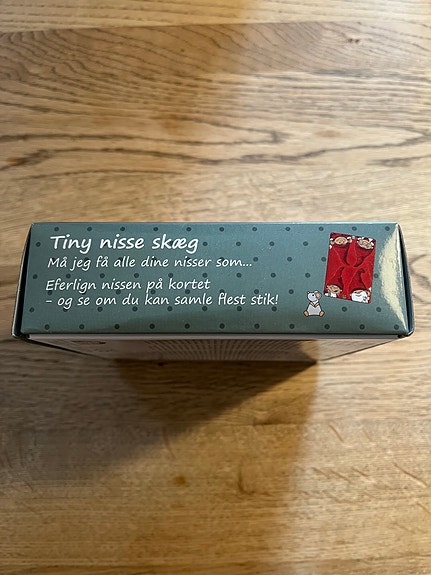 Tiny nisse skæg
Må jeg få alle dine nisser som...
Eferlign nissen på kortet
- og se om du kan samle flest stik!